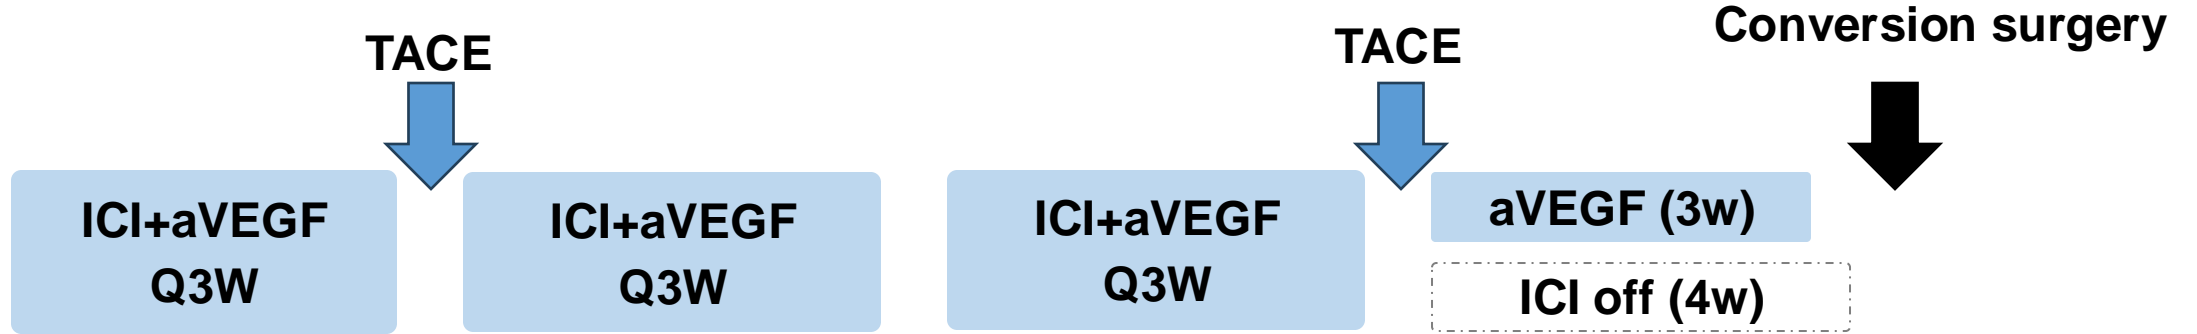 TACE
TACE
Conversion surgery
ICI+aVEGF
Q3W
ICI+aVEGF
Q3W
ICI+aVEGF
Q3W
aVEGF (3w)
ICI off (4w)